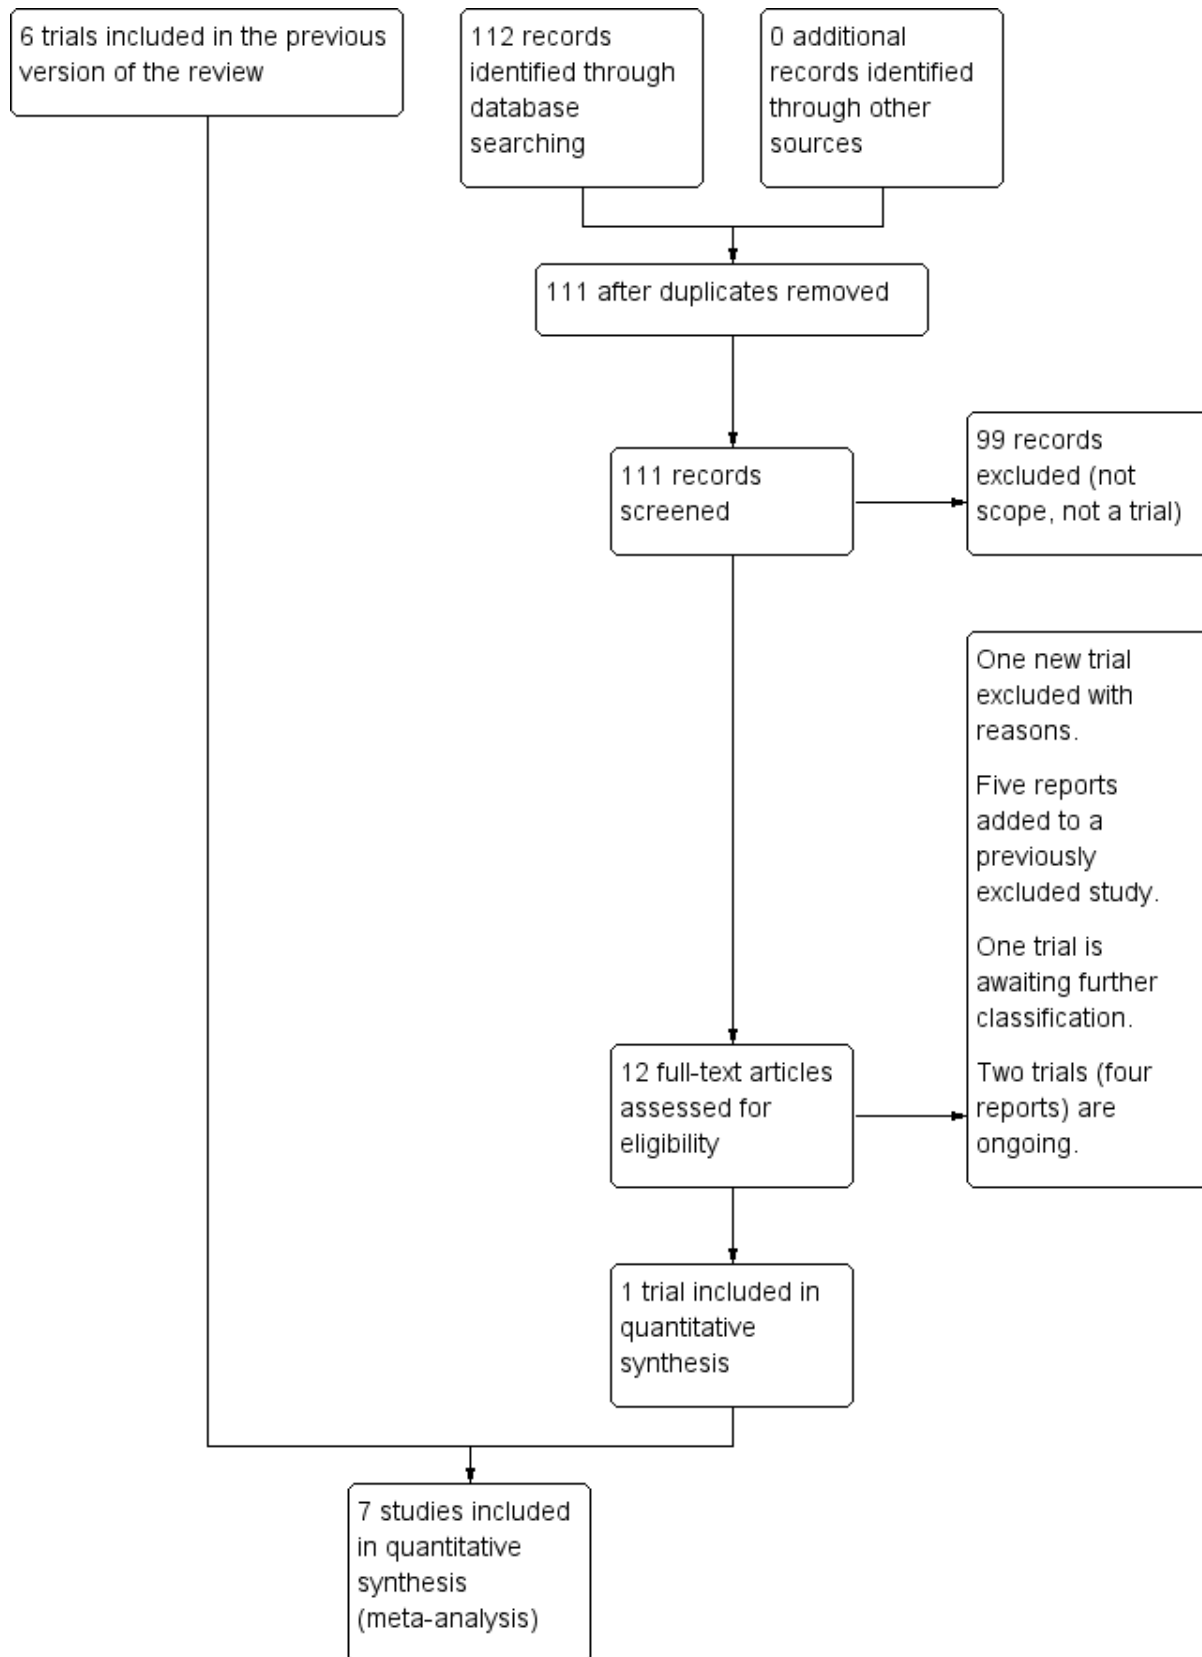 6 trials included in the previous
version of the review
112 records
identified through
database
searching
0 additional
records identified
through other
sources
111 after duplicates removed
111 records
screened
99 records
excluded (not
scope, not a trial)
One new trial
excluded with
reasons.
Five reports
added to a
previously
excluded study.
One trial is
awaiting further
classification.
Two trials (four
reports) are
ongoing.
12 full-text articles
assessed for
eligibility
1 trial included in
quantitative
synthesis
7 studies included
in quantitative
synthesis
(meta-analysis)